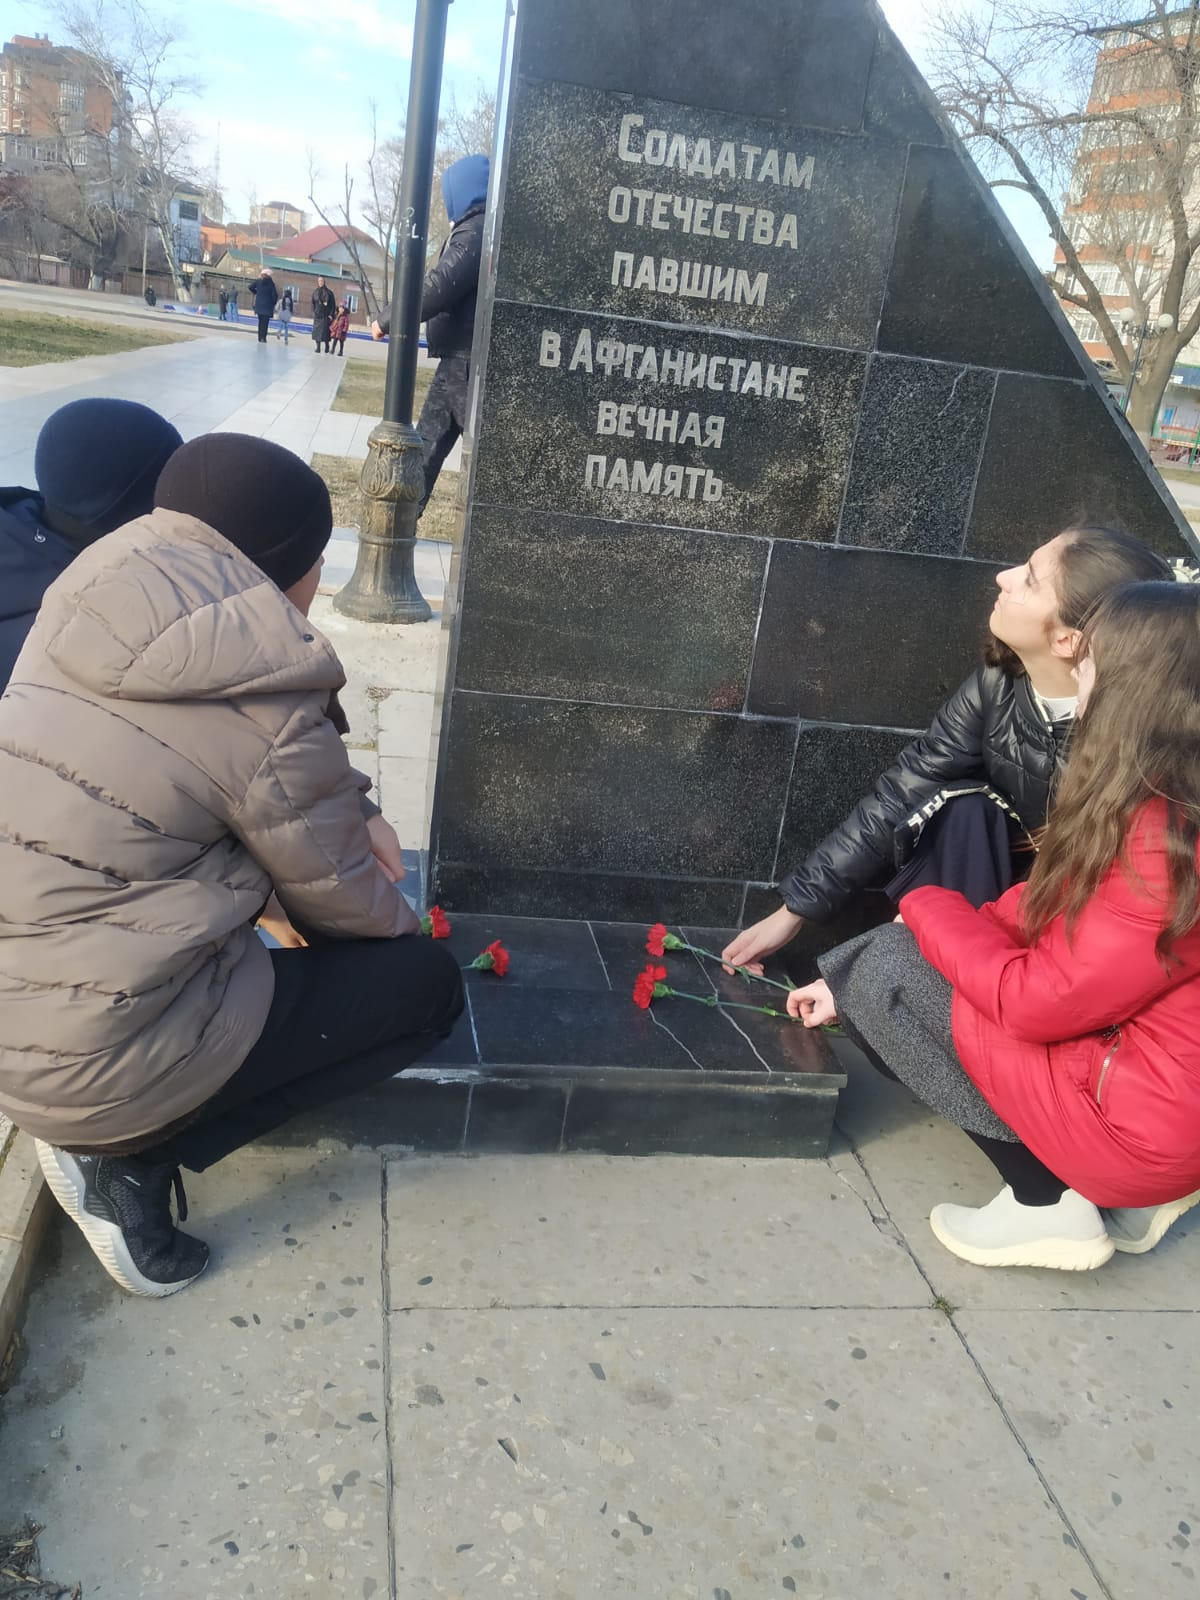 Солдатам
отечества
павшим
в Афганистане
вечная
память